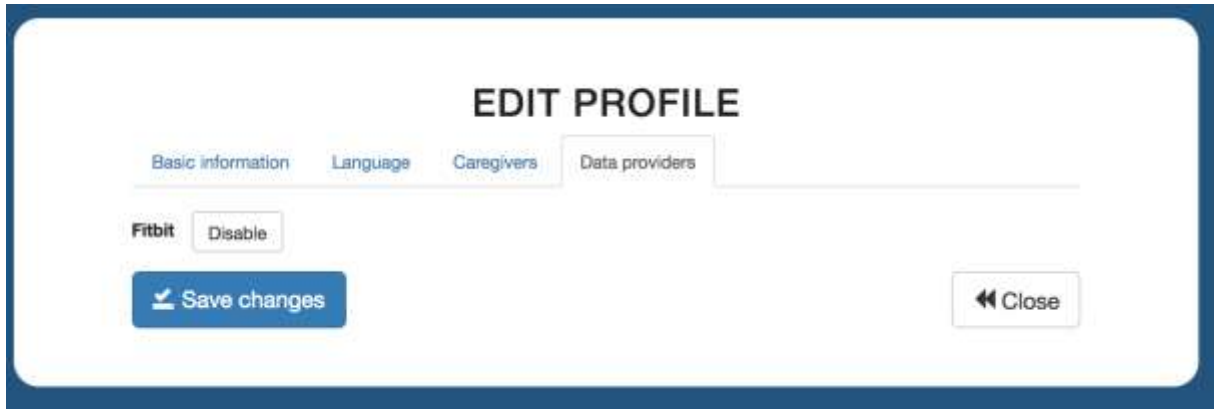 EDIT PROFILE
Basic information Language Caregivers Data providers
Fitbit Disable
Save changes Close